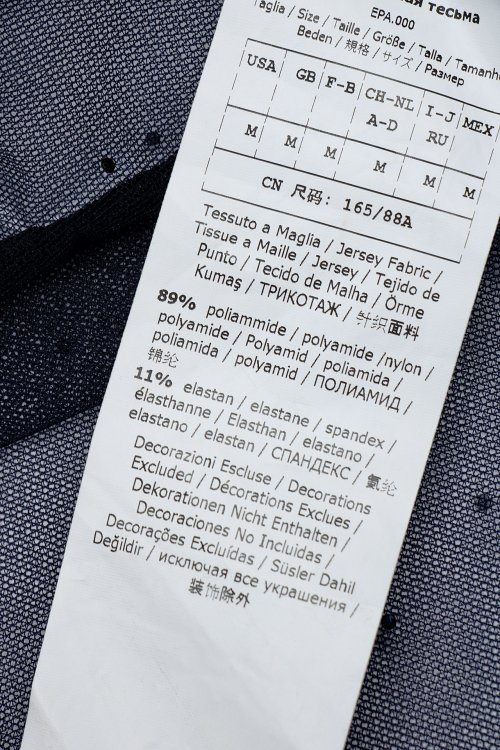 тесьма
EPA.000
Taglia / Size / Taille / Größe / Talla / Tamanh
Beden / 規格 / サイズ / Размер
USA GB F-B CH-NL A-D I-J RU MEX
M M M M M M
CN 尺码: 165/88A
Tessuto a Maglia / Jersey Fabric /
Tissue a Maille / Jersey / Tejido de
Punto / Tecido de Malha / Örme
Kumaş / ТРИКОТАЖ / 针织面料
89% poliammide / polyamide /nylon /
polyamide / Polyamid / poliamida /
poliamida / polyamid / ПОЛИАМИД /
锦纶
11% elastan / elastane / spandex /
élasthanne / Elasthan / elastano /
elastano / elastan / СПАНДЕКС / 氨纶
Decorazioni Escluse / Decorations
Excluded / Décorations Exclues /
Dekorationen Nicht Enthalten /
Decoraciones No Incluidas /
Decorações Excluídas / Süsler Dahil
Değildir / исключая все украшения /
装饰除外